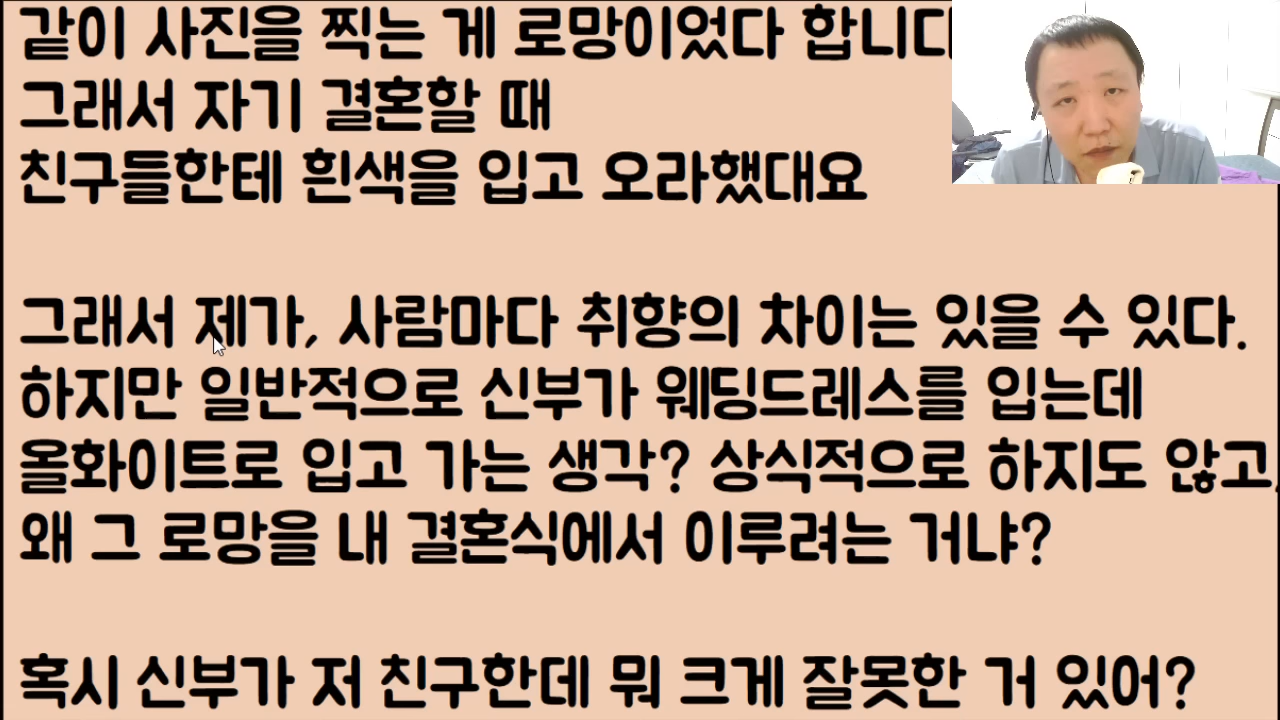 같이 사진을 찍는 게 로망이었다 합니다
그래서 자기 결혼할 때
친구들한테 흰색을 입고 오라했대요
그래서 제가, 사람마다 취향의 차이는 있을 수 있다.
하지만 일반적으로 신부가 웨딩드레스를 입는데
올화이트로 입고 가는 생각? 상식적으로 하지도 않고,
왜 그 로망을 내 결혼식에서 이루려는 거냐?
혹시 신부가 저 친구한데 뭐 크게 잘못한 거 있어?